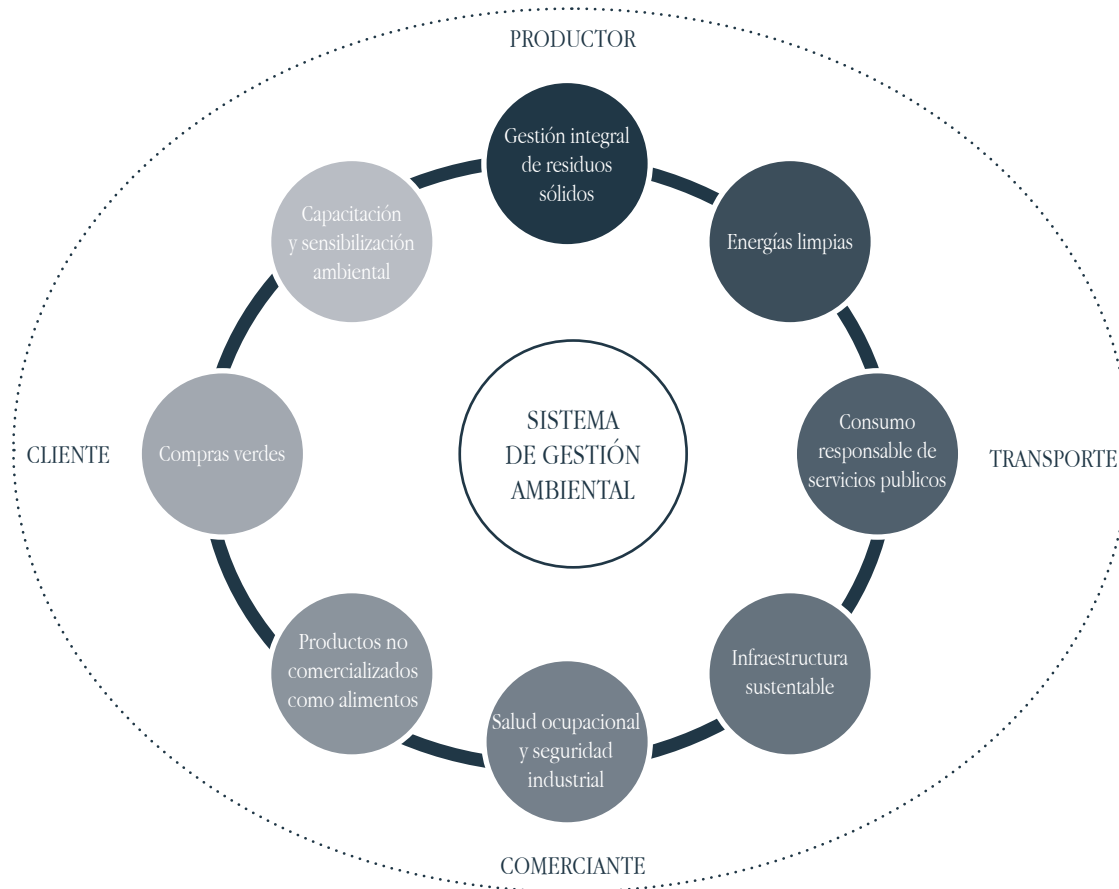 PRODUCTOR
Gestión integral
de residuos
sólidos
Capacitación
y sensibilización
ambiental
Energías limpias
SISTEMA
DE GESTIÓN
AMBIENTAL
CLIENTE
Compras verdes
Consumo
responsable de
servicios publicos
TRANSPORTE
Productos no
comercializados
como alimentos
Infraestructura
sustentable
Salud ocupacional
y seguridad
industrial
COMERCIANTE